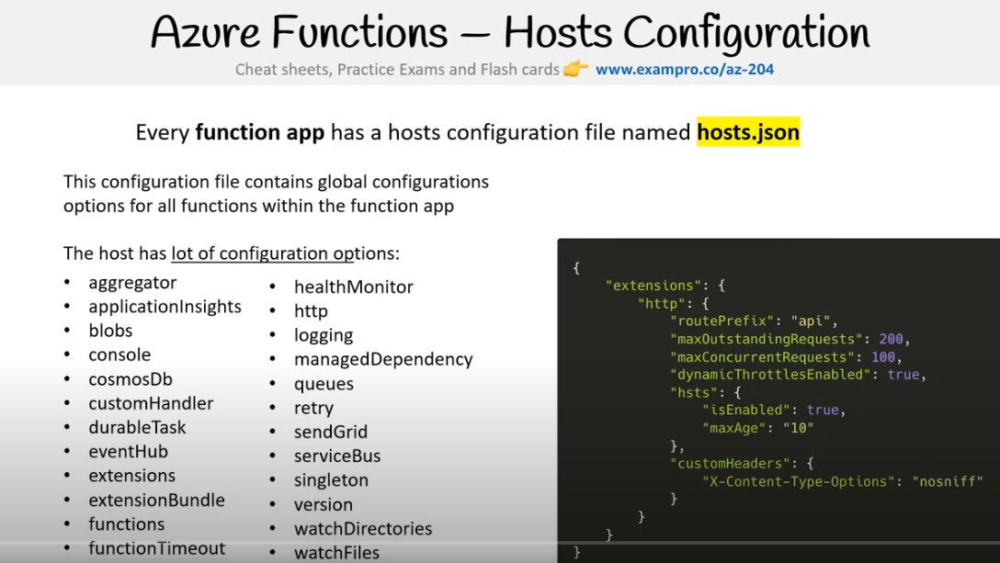 Azure Functions – Hosts Configuration
Cheat sheets, Practice Exams and Flash cards 👉 www.exampro.co/az-204
Every function app has a hosts configuration file named hosts.json
This configuration file contains global configurations
options for all functions within the function app
The host has lot of configuration options:
• aggregator
• applicationInsights
• blobs
• console
• cosmosDb
• customHandler
• durableTask
• eventHub
• extensions
• extensionBundle
• functions
• functionTimeout
• healthMonitor
• http
• logging
• managedDependency
• queues
• retry
• sendGrid
• serviceBus
• singleton
• version
• watchDirectories
• watchFiles
{
    "extensions": {
        "http": {
            "routePrefix": "api",
            "maxOutstandingRequests": 200,
            "maxConcurrentRequests": 100,
            "dynamicThrottlesEnabled": true,
            "hsts": {
                "isEnabled": true,
                "maxAge": "10"
            },
            "customHeaders": {
                "X-Content-Type-Options": "nosniff"
            }
        }
    }
}